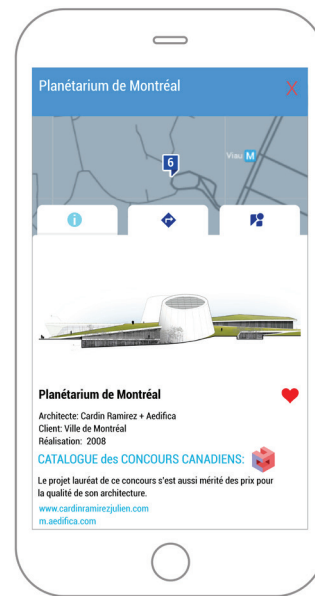 Planétarium de Montréal
X
6
Viau M
i
Planétarium de Montréal
Architecte: Cardin Ramirez + Aedifica
Client: Ville de Montréal
Réalisation: 2008
CATALOGUE des CONCOURS CANADIENS:
Le projet lauréat de ce concours s'est aussi mérité des prix pour
la qualité de son architecture.
www.cardinramirezjulien.com
m.aedifica.com